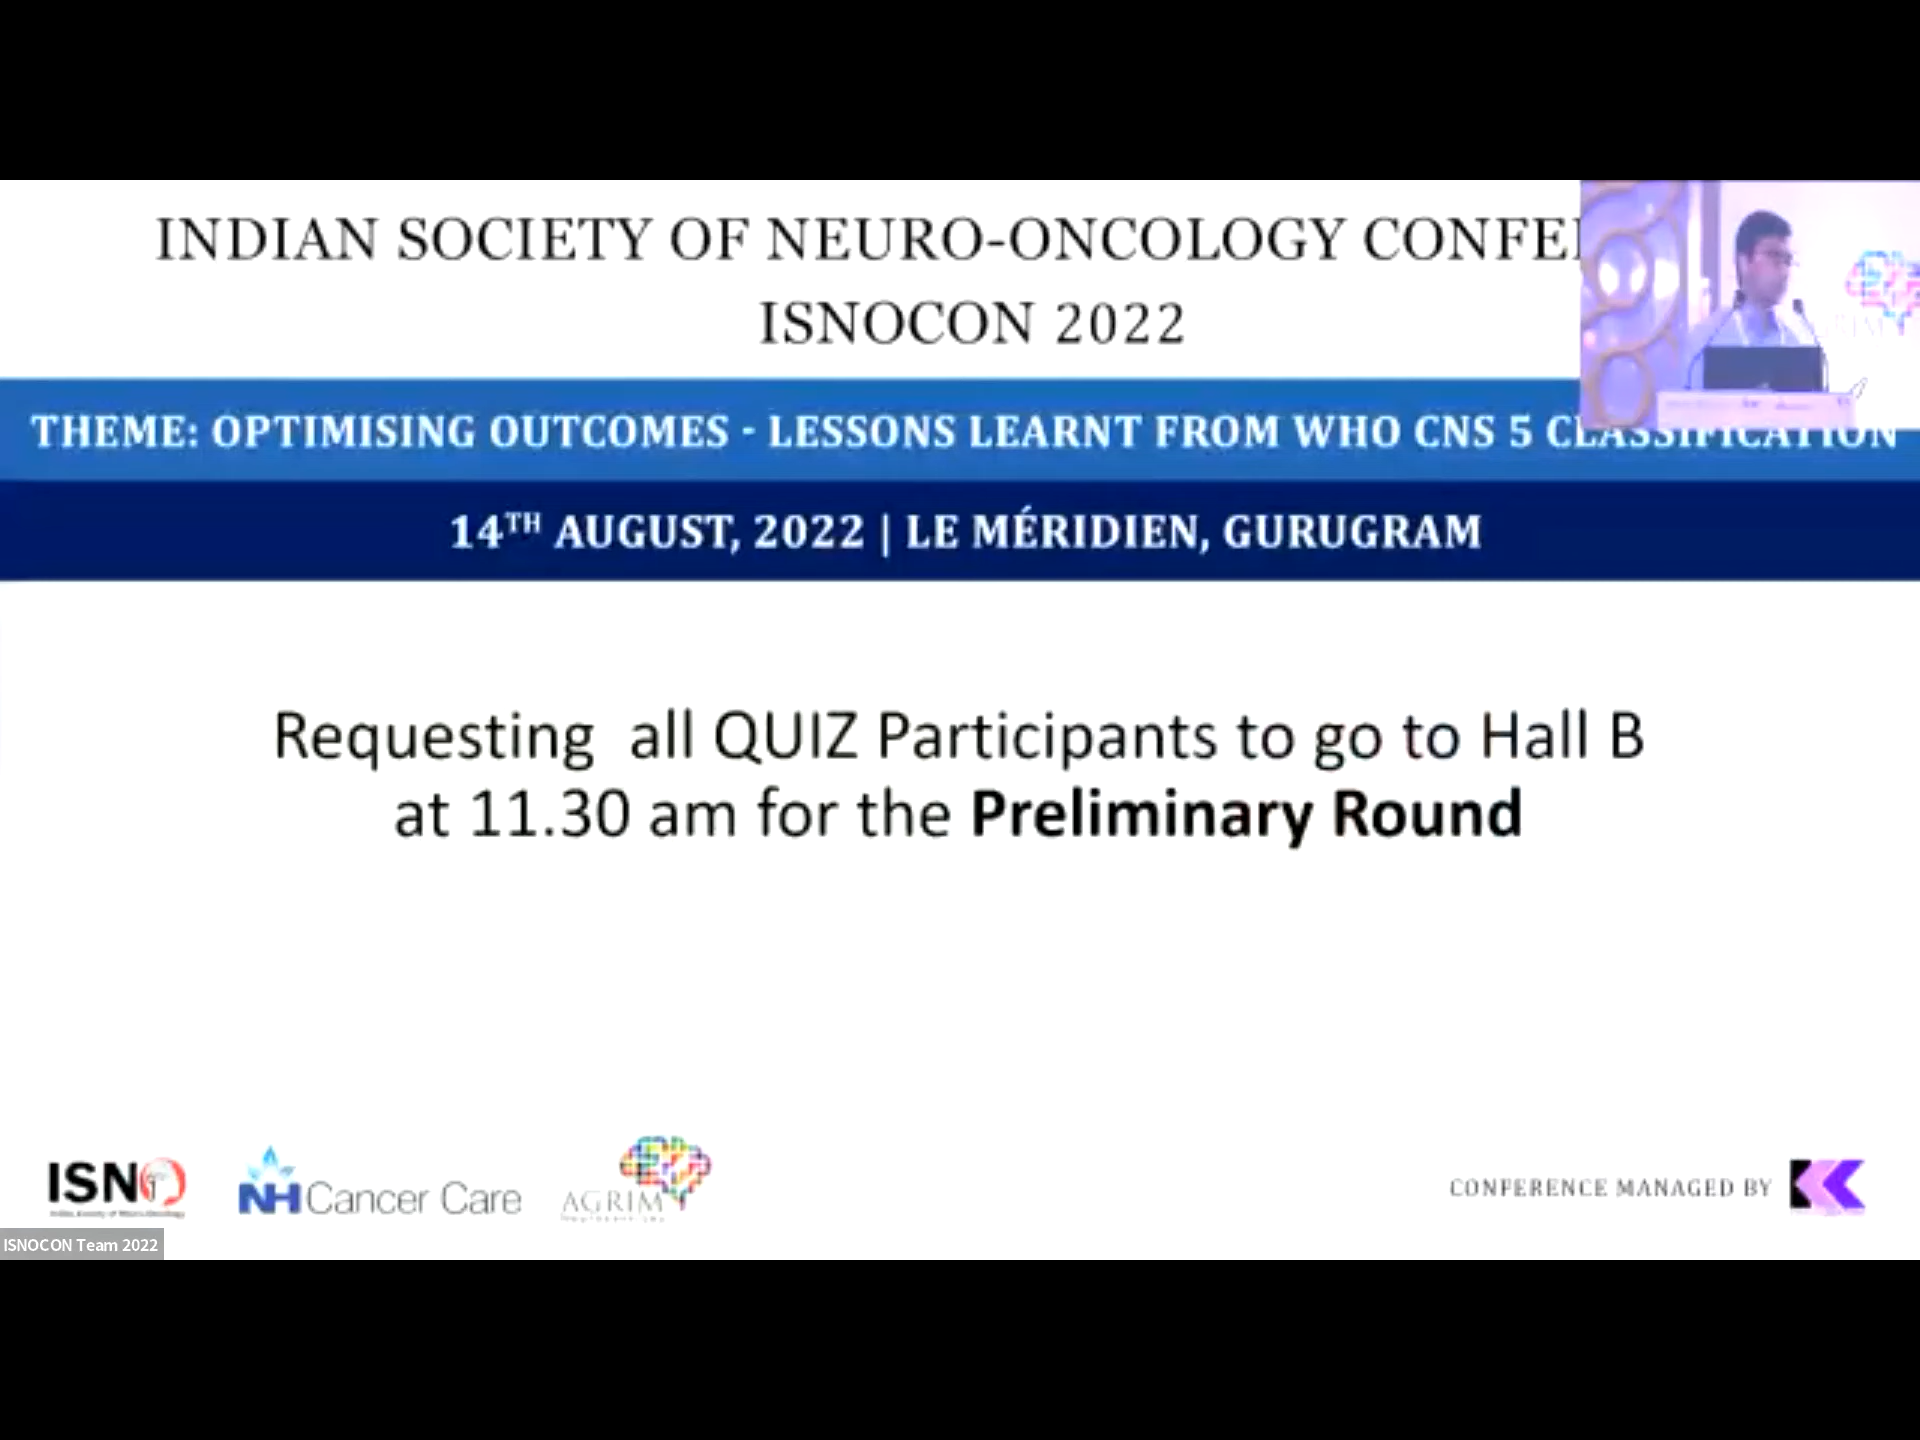 INDIAN SOCIETY OF NEURO-ONCOLOGY CONFE
ISNOCON 2022
THEME: OPTIMISING OUTCOMES - LESSONS LEARNT FROM WHO CNS 5 CLASSIFICATION
14TH AUGUST, 2022 | LE MÉRIDIEN, GURUGRAM
Requesting all QUIZ Participants to go to Hall B
at 11.30 am for the Preliminary Round
ISNO
NH Cancer Care
AGRIM
CONFERENCE MANAGED BY
ISNOCON Team 2022